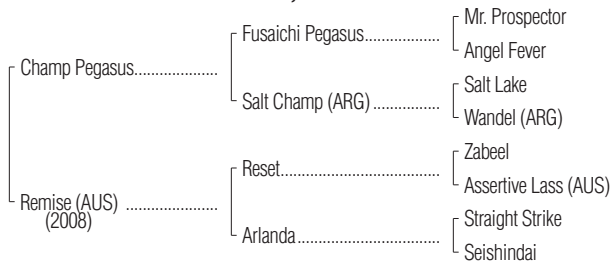 Mr. Prospector
Fusaichi Pegasus..................
Angel Fever
Champ Pegasus....................
Salt Lake
Salt Champ (ARG) ................
Wandel (ARG)
Zabeel
Reset......................................
Assertive Lass (AUS)
Remise (AUS) ......................
(2008)
Straight Strike
Arlanda..................................
Seishindai